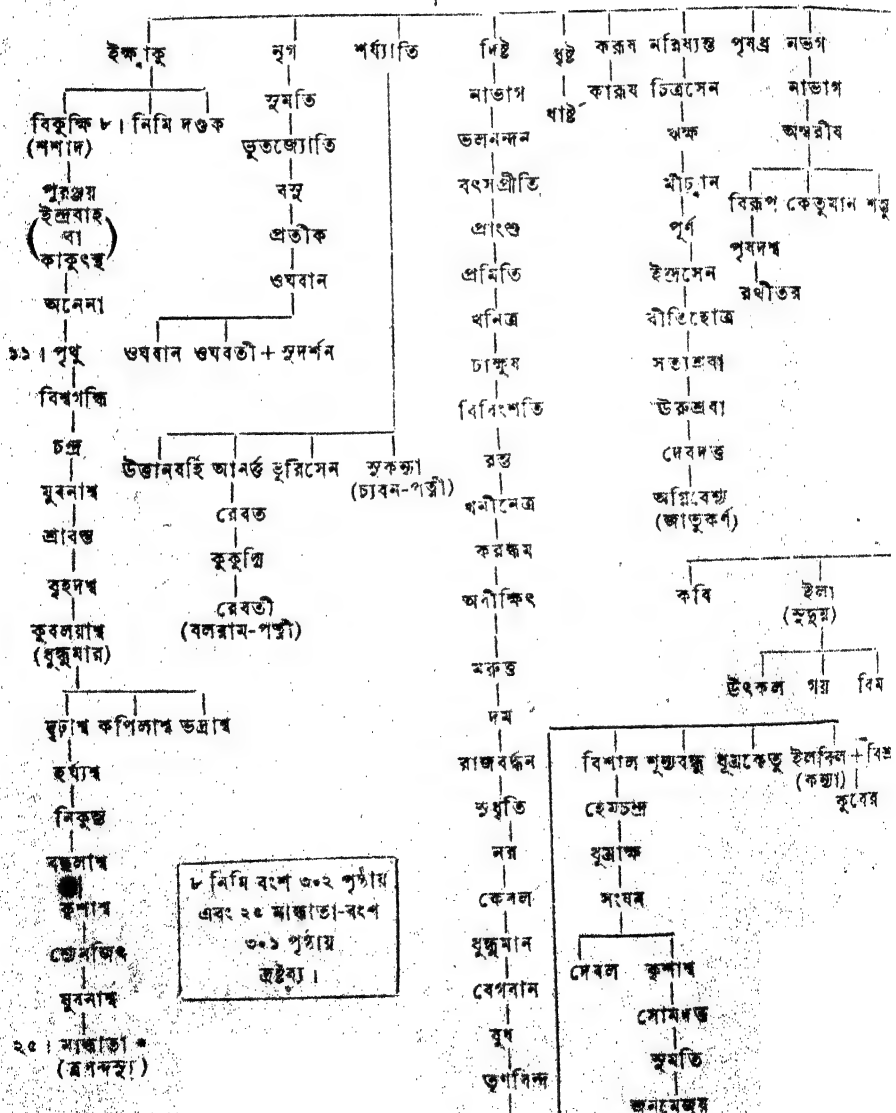 ইক্ষ্বাকু নৃগ শর্য্যাতি দিষ্ট ধৃষ্ট করূষ নরিষ্যন্ত পৃষধ্র নভগ
সুমতি নাভাগ ধার্ষ্ট কারূষ চিত্রসেন নাভাগ
বিকুক্ষি ৮। নিমি দণ্ডক ভূতজ্যোতি ভলনন্দন ঋক্ষ অম্বরীষ
(শশাদ)
পুরঞ্জয় বসু বৎসপ্রীতি মীঢ়্বান বিরূপ কেতুমান শম্ভু
ইন্দ্রবাহ
বা প্রতীক প্রাংশু পূর্ণ পৃষদশ্ব
কাকুৎস্থ
অনেনা ওঘবান প্রমিতি ইন্দ্রসেন রথীতর
খনিত্র বীতিহোত্র
১১। পৃথু ওঘবান ওঘবতী + সুদর্শন চাক্ষুষ সত্যশ্রবা
বিশ্বগন্ধি বিবিংশতি উরুশ্রবা
চন্দ্র উত্তানবর্হি আনর্ত্ত ভূরিসেন সুকন্যা রম্ভ দেবদত্ত
(চ্যবন-পত্নী)
যুবনাশ্ব রেবত খনীনেত্র অগ্নিবেশ্য
(জাতুকর্ণ)
শ্রাবস্ত কুকুদ্মি করন্ধম
বৃহদশ্ব রেবতী অবীক্ষিৎ কবি ইলা
(বলরাম-পত্নী) (সুদ্যুম্ন)
কুবলয়াশ্ব
(ধুন্ধুমার) মরুত্ত উৎকল গয় বিম
দৃঢ়াশ্ব কপিলাশ্ব ভদ্রাশ্ব দম
হর্য্যশ্ব রাজবর্দ্ধন বিশাল শূন্যবন্ধু ধূম্রকেতু ইলবিলা + বিশ্র
(কন্যা)
কুবের
নিকুম্ভ সুধৃতি হেমচন্দ্র
নর ধূম্রাক্ষ
কৃশাশ্ব কেবল সংযম
৮ নিমি বংশ ৩০২ পৃষ্ঠায়
এবং ২৫ মান্ধাতা-বংশ
৩০১ পৃষ্ঠায়
দ্রষ্টব্য।
সেনজিৎ ধুন্ধুমান দেবল কৃশাশ্ব
যুবনাশ্ব বেগবান সোমদত্ত
২৫। মান্ধাতা * বুধ সুমতি
(ত্রসদস্যু) তৃণবিন্দ জনমেজয়